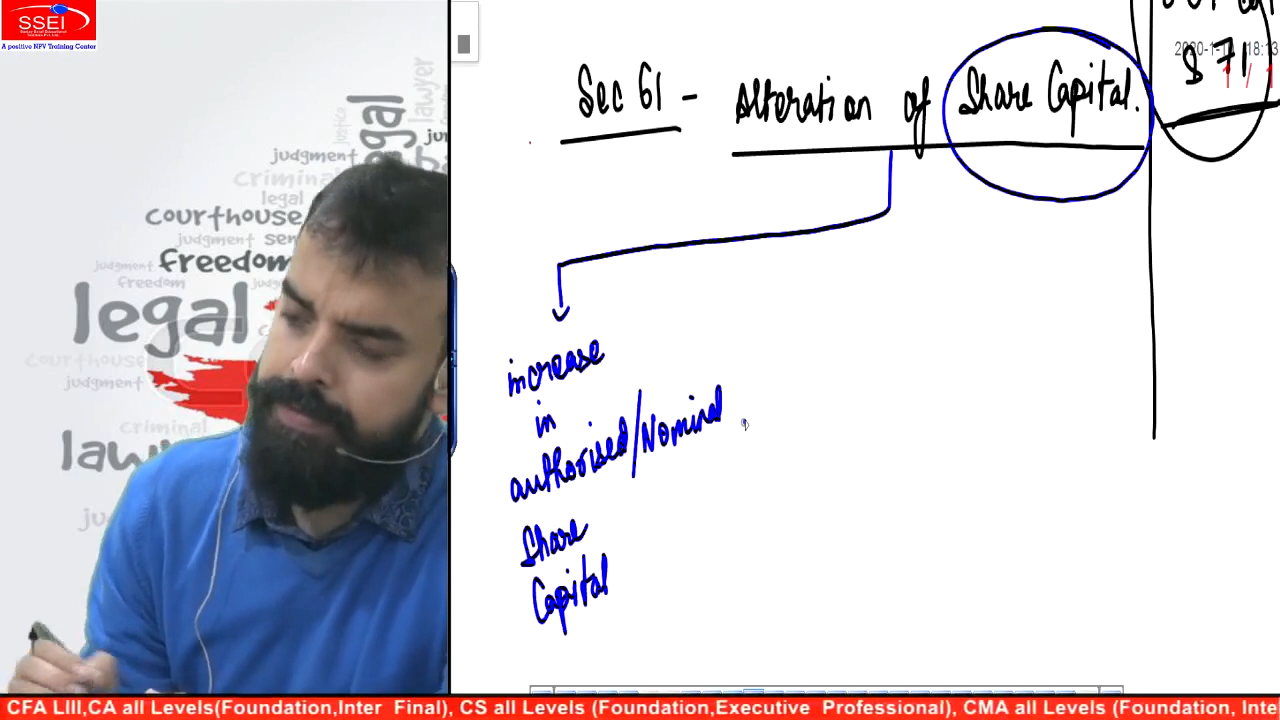 SSEI
A positive NPV Training Center
2020-1-1 18:13
S 71
1 / 1
Sec 61 - Alteration of Share Capital.
increase
in
authorised/Nominal
Share
Capital
justice
lawyer
legal
judgment
criminal
legal
courthouse
judgment
judgment
freedom
freedom
legal
courthouse
judgment
criminal
lawy
CFA LIII,CA all Levels(Foundation,Inter Final), CS all Levels (Foundation,Executive Professional), CMA all Levels (Foundation, Inte